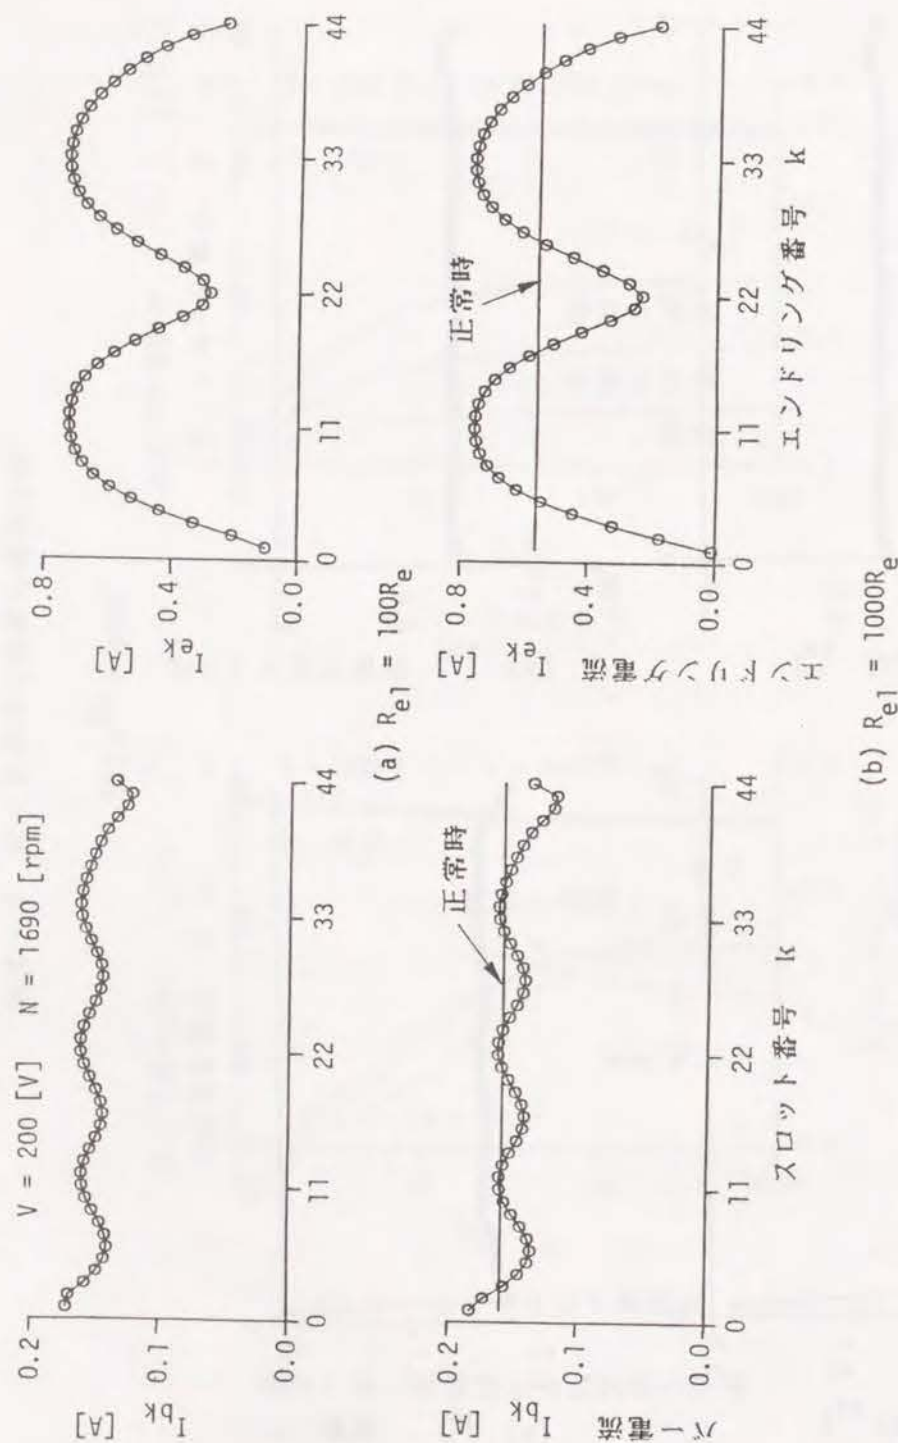 V = 200 [V]   N = 1690 [rpm]
0.2
0.1
0.0
I_bk
[A]
0
11
22
33
44
0.8
0.4
0.0
I_ek
[A]
0
11
22
33
44
(a) R_e1 = 100R_e
0.2
0.1
0.0
I_bk
[A]
バー電流
正常時
0
11
22
33
44
スロット番号 k
0.8
0.4
0.0
I_ek
[A]
エンドリング電流
正常時
0
11
22
33
44
エンドリング番号 k
(b) R_e1 = 1000R_e